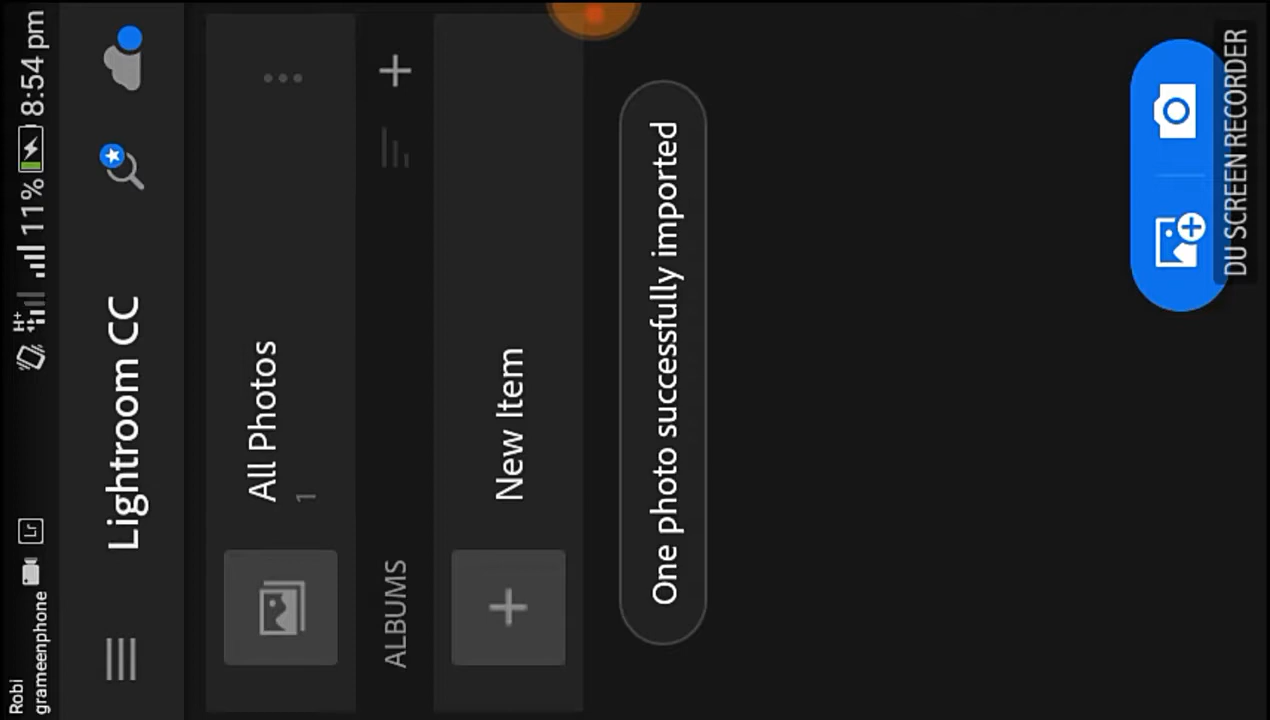 Robi
grameenphone
Lr
H+
11%
8:54 pm
Lightroom CC
All Photos
1
ALBUMS
New Item
One photo successfully imported
DU SCREEN RECORDER